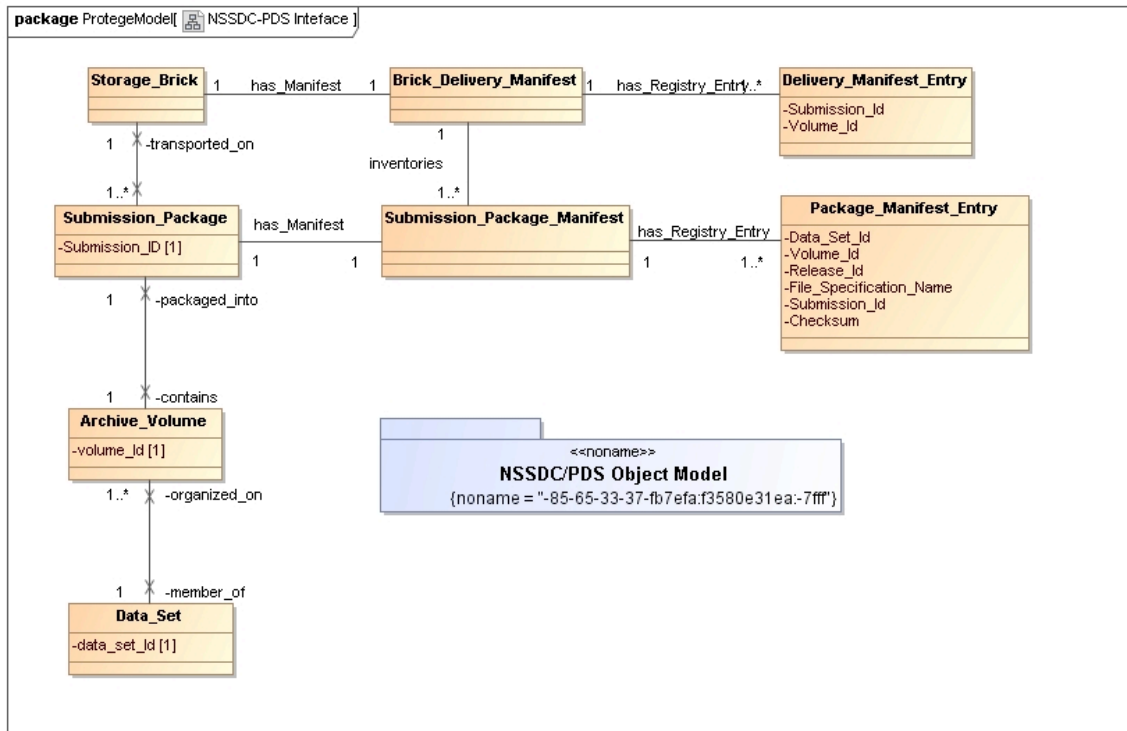 package ProtegeModel[ NSSDC-PDS Inteface ]
Storage_Brick
1 has_Manifest 1
Brick_Delivery_Manifest
1 has_Registry_Entry 1..*
Delivery_Manifest_Entry
-Submission_Id
-Volume_Id
1 -transported_on
1
inventories
1..*
1..*
Submission_Package
-Submission_ID [1]
has_Manifest
1 1
Submission_Package_Manifest
has_Registry_Entry
1 1..*
Package_Manifest_Entry
-Data_Set_Id
-Volume_Id
-Release_Id
-File_Specification_Name
-Submission_Id
-Checksum
1 -packaged_into
1 -contains
Archive_Volume
-volume_Id [1]
1..* -organized_on
<<noname>>
NSSDC/PDS Object Model
{noname = "-85-65-33-37-fb7efa:f3580e31ea:-7fff"}
1 -member_of
Data_Set
-data_set_Id [1]